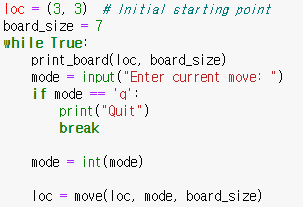 loc = (3, 3)  # Initial starting point
board_size = 7
while True:
    print_board(loc, board_size)
    mode = input("Enter current move: ")
    if mode == 'q':
        print("Quit")
        break

    mode = int(mode)

    loc = move(loc, mode, board_size)